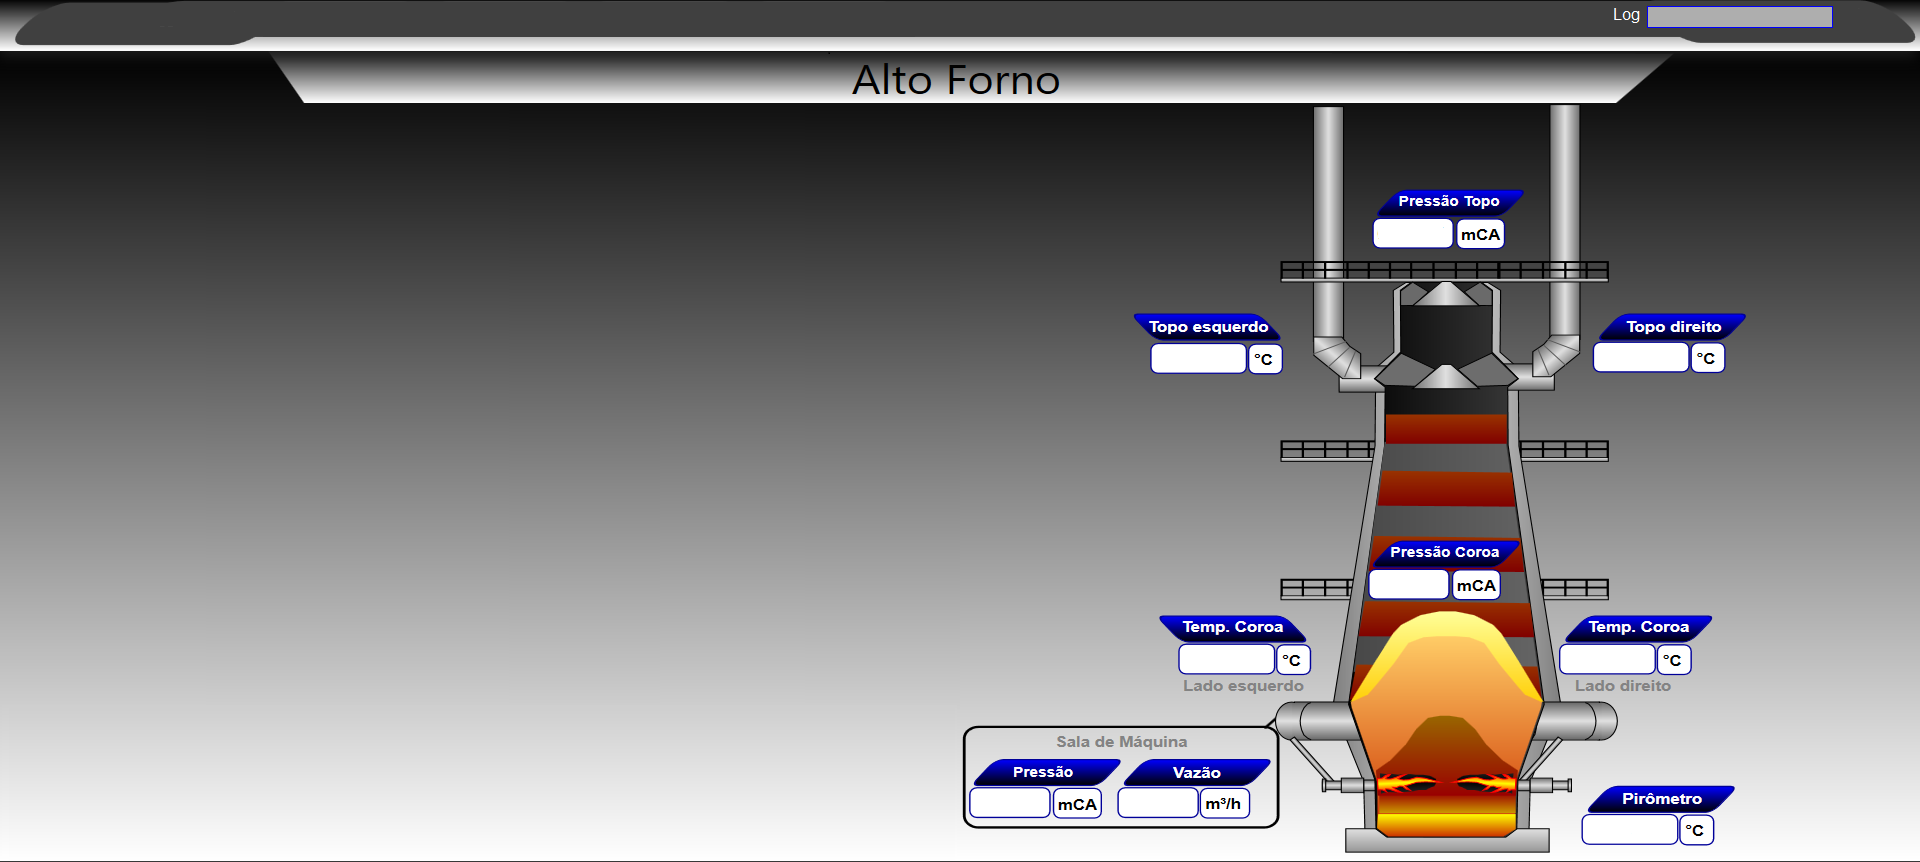 Log
Alto Forno
Pressão Topo
mCA
Topo esquerdo
°C
Topo direito
°C
Pressão Coroa
mCA
Temp. Coroa
°C
Lado esquerdo
Temp. Coroa
°C
Lado direito
Sala de Máquina
Pressão
mCA
Vazão
m³/h
Pirômetro
°C